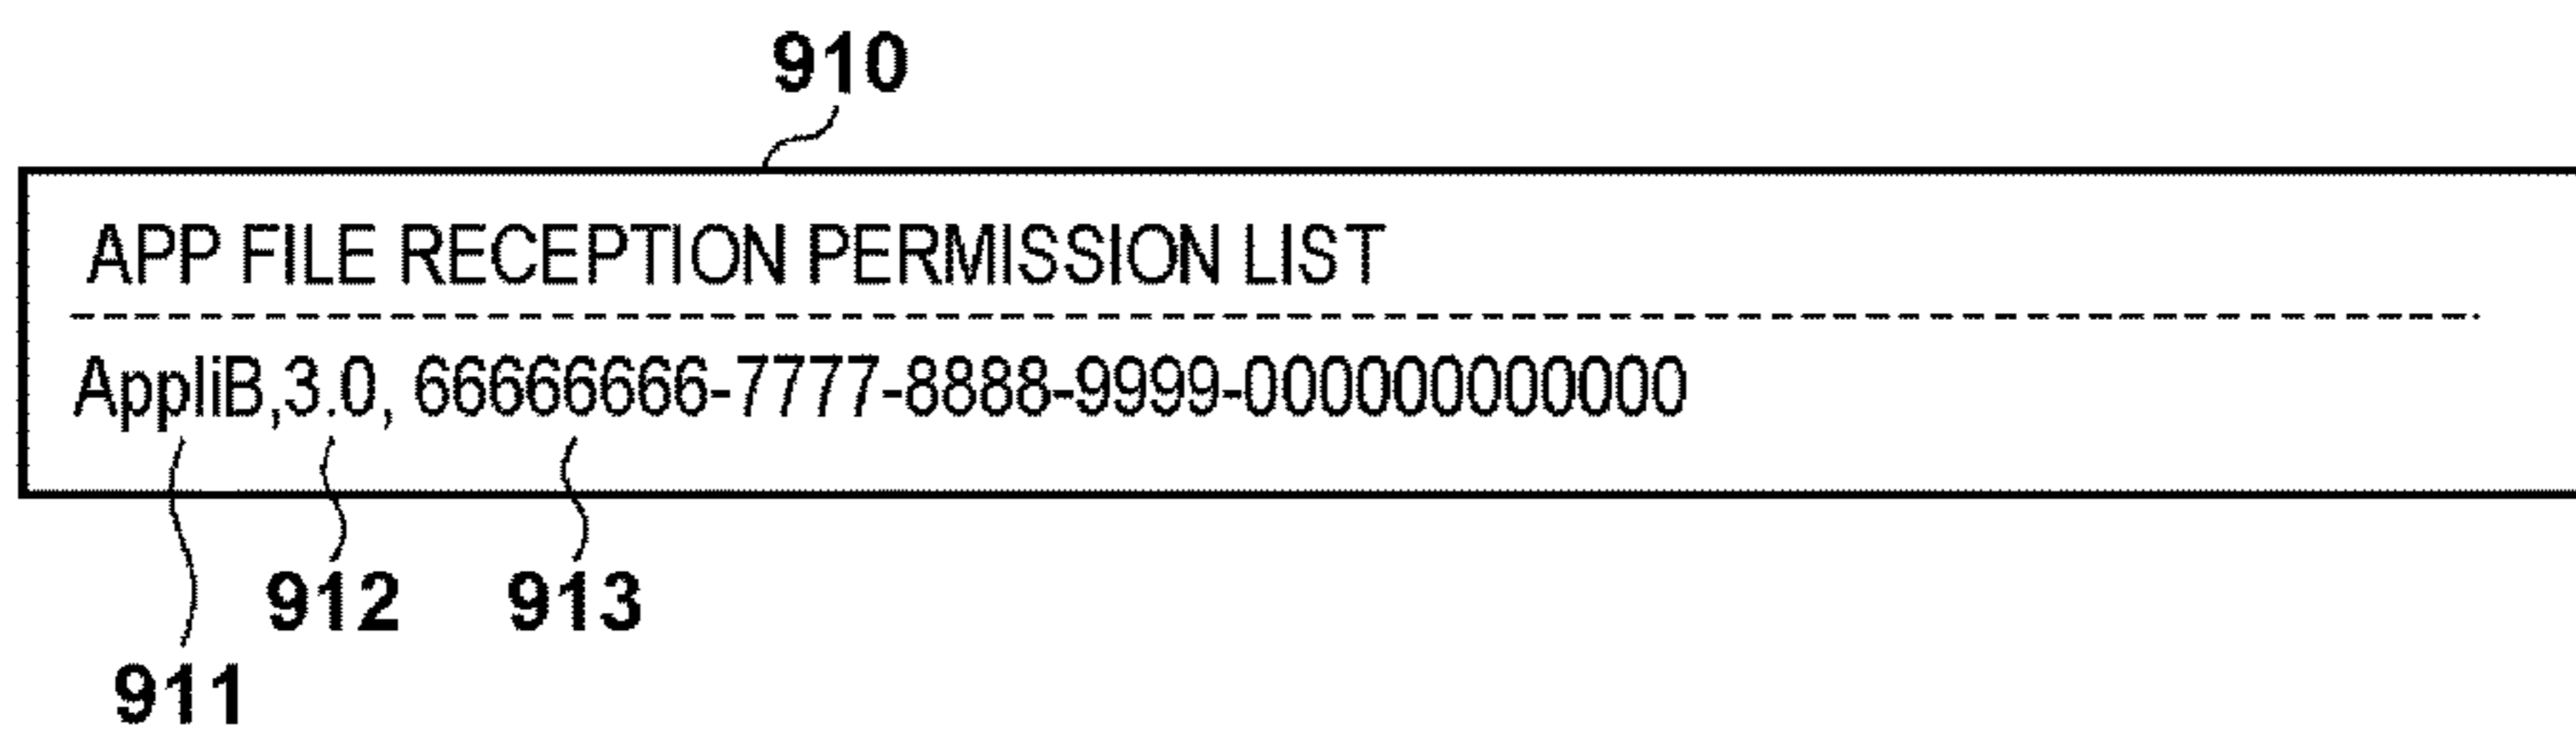 910
APP FILE RECEPTION PERMISSION LIST
AppliB,3.0, 66666666-7777-8888-9999-000000000000
912 913
911